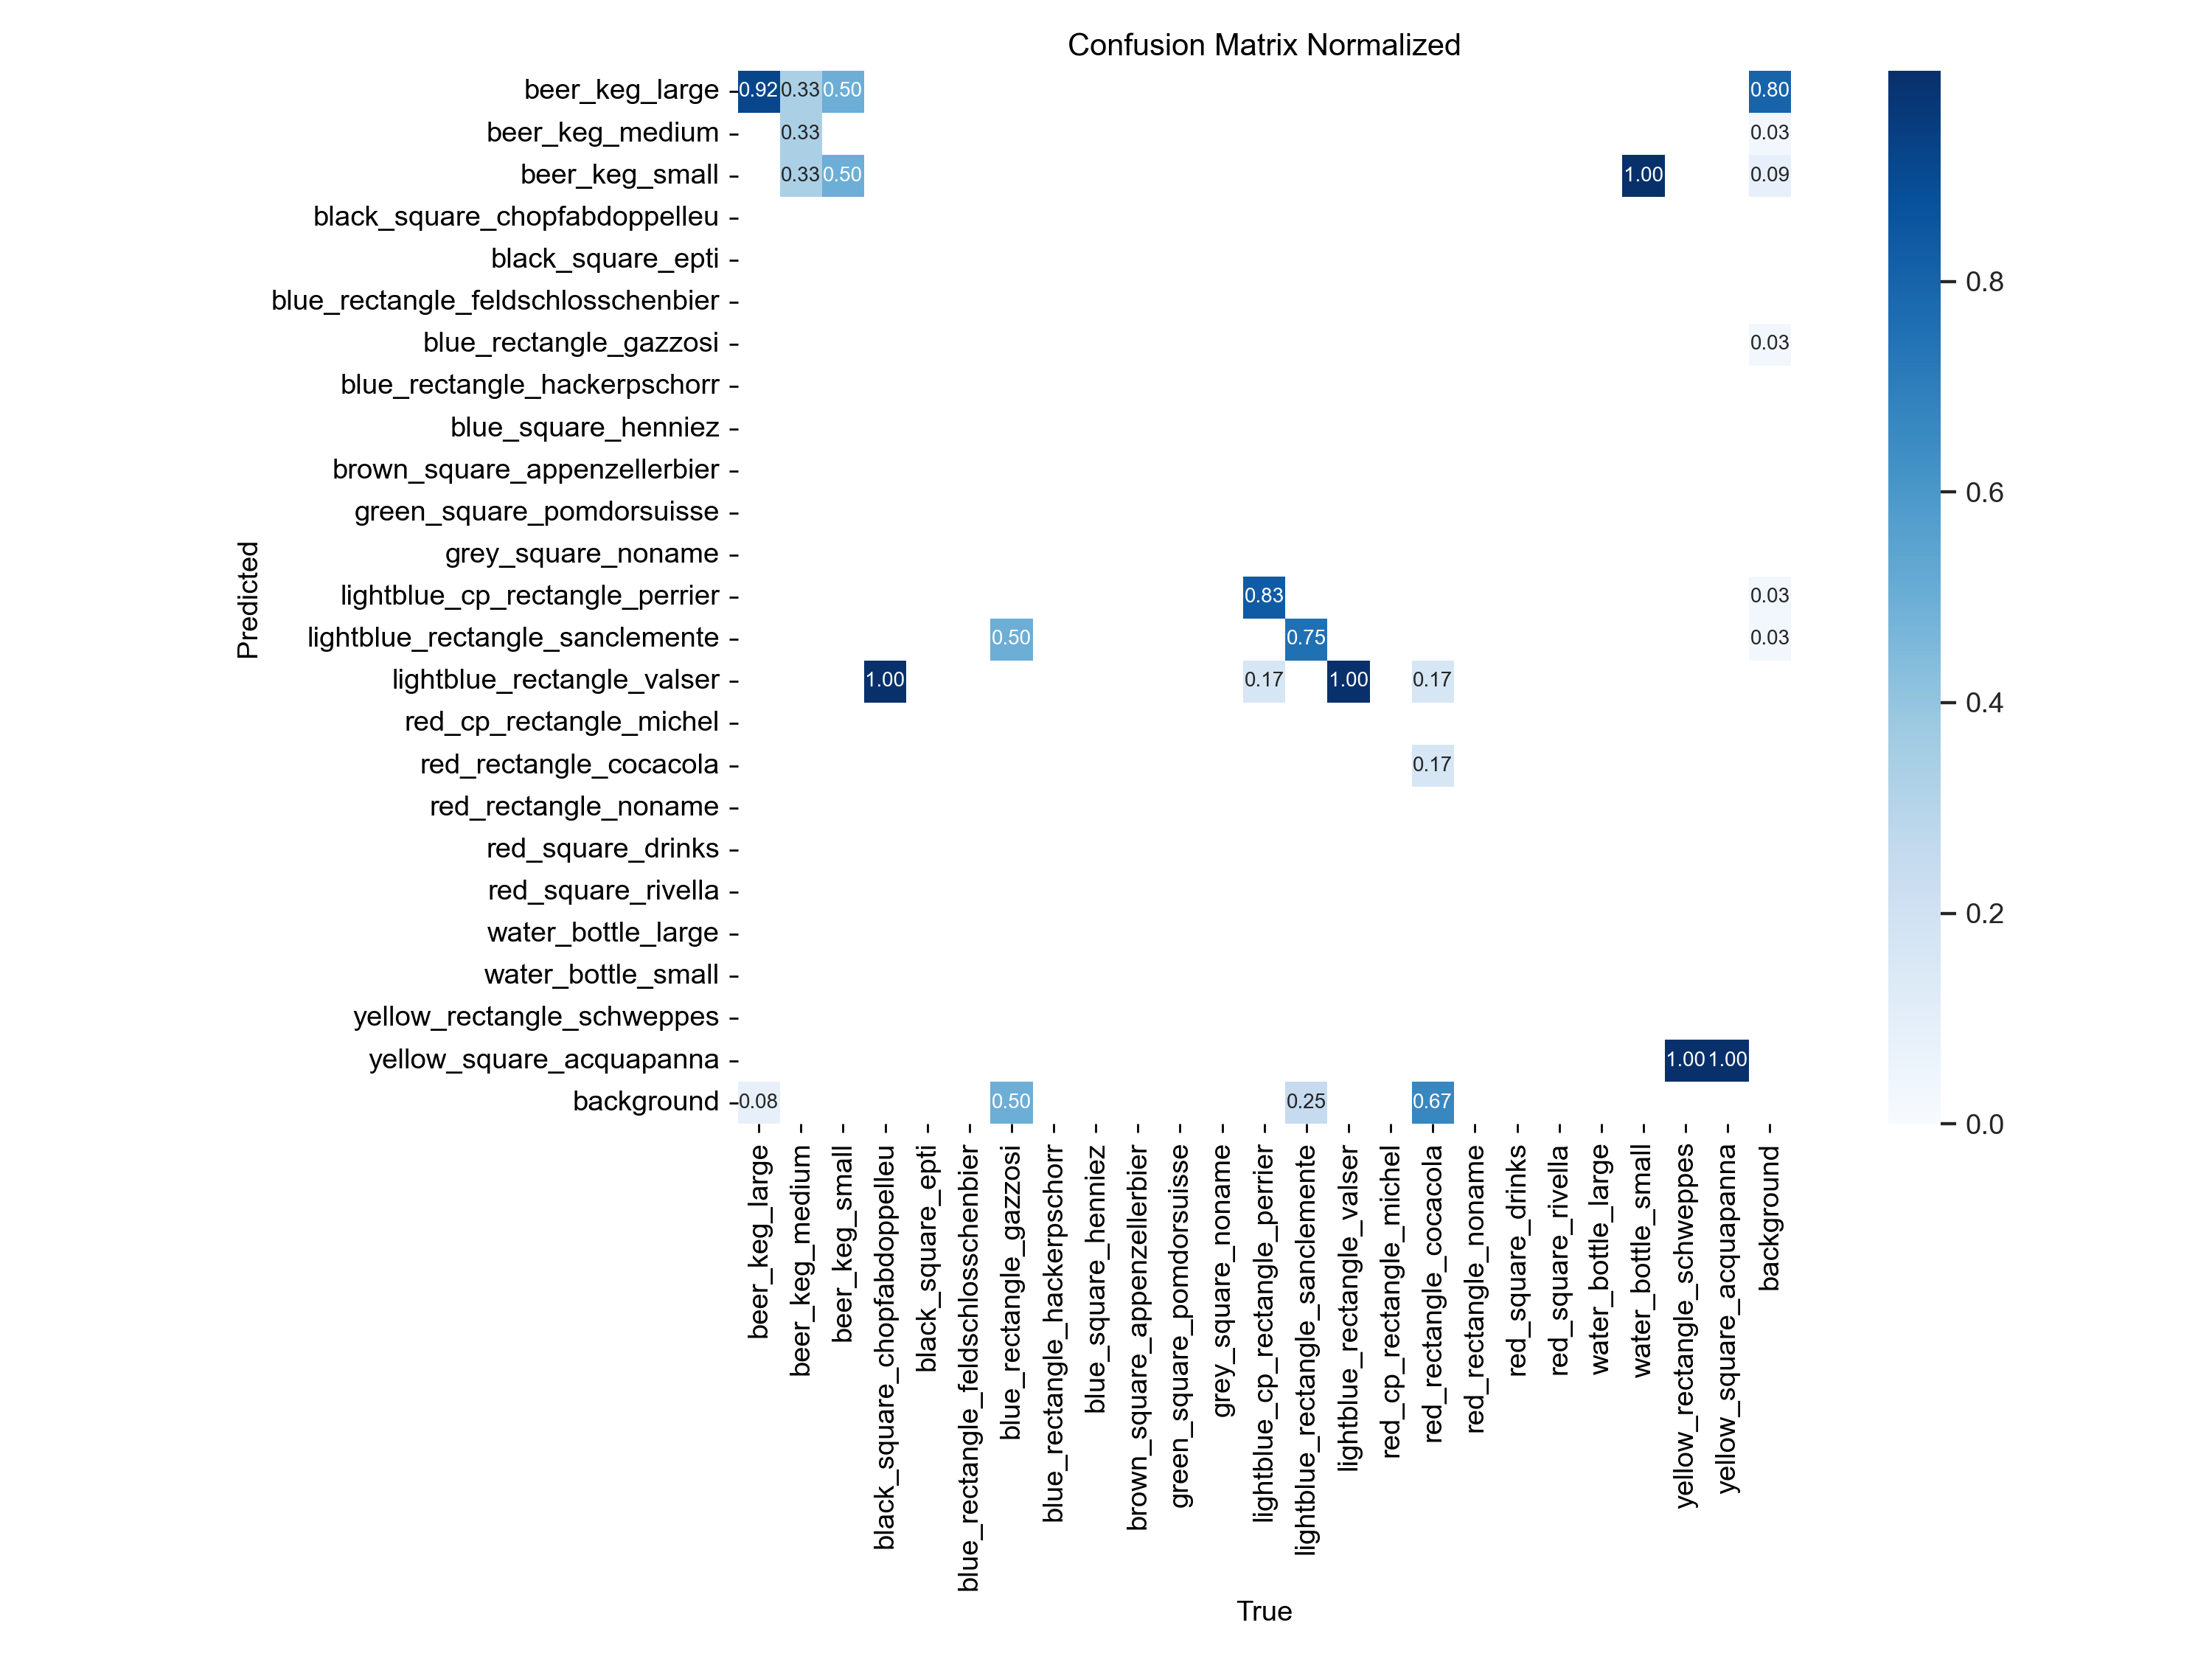 Confusion Matrix Normalized
beer_keg_large 0.92 0.33 0.50 0.80
beer_keg_medium 0.33 0.03
beer_keg_small 0.33 0.50 1.00 0.09
black_square_chopfabdoppelleu
black_square_epti
blue_rectangle_feldschlosschenbier
blue_rectangle_gazzosi 0.03
blue_rectangle_hackerpschorr
blue_square_henniez
brown_square_appenzellerbier
green_square_pomdorsuisse
grey_square_noname
lightblue_cp_rectangle_perrier 0.83 0.03
lightblue_rectangle_sanclemente 0.50 0.75 0.03
lightblue_rectangle_valser 1.00 0.17 1.00 0.17
red_cp_rectangle_michel
red_rectangle_cocacola 0.17
red_rectangle_noname
red_square_drinks
red_square_rivella
water_bottle_large
water_bottle_small
yellow_rectangle_schweppes
yellow_square_acquapanna 1.00 1.00
background 0.08 0.50 0.25 0.67
Predicted
beer_keg_large
beer_keg_medium
beer_keg_small
black_square_chopfabdoppelleu
black_square_epti
blue_rectangle_feldschlosschenbier
blue_rectangle_gazzosi
blue_rectangle_hackerpschorr
blue_square_henniez
brown_square_appenzellerbier
green_square_pomdorsuisse
grey_square_noname
lightblue_cp_rectangle_perrier
lightblue_rectangle_sanclemente
lightblue_rectangle_valser
red_cp_rectangle_michel
red_rectangle_cocacola
red_rectangle_noname
red_square_drinks
red_square_rivella
water_bottle_large
water_bottle_small
yellow_rectangle_schweppes
yellow_square_acquapanna
background
True
0.8
0.6
0.4
0.2
0.0